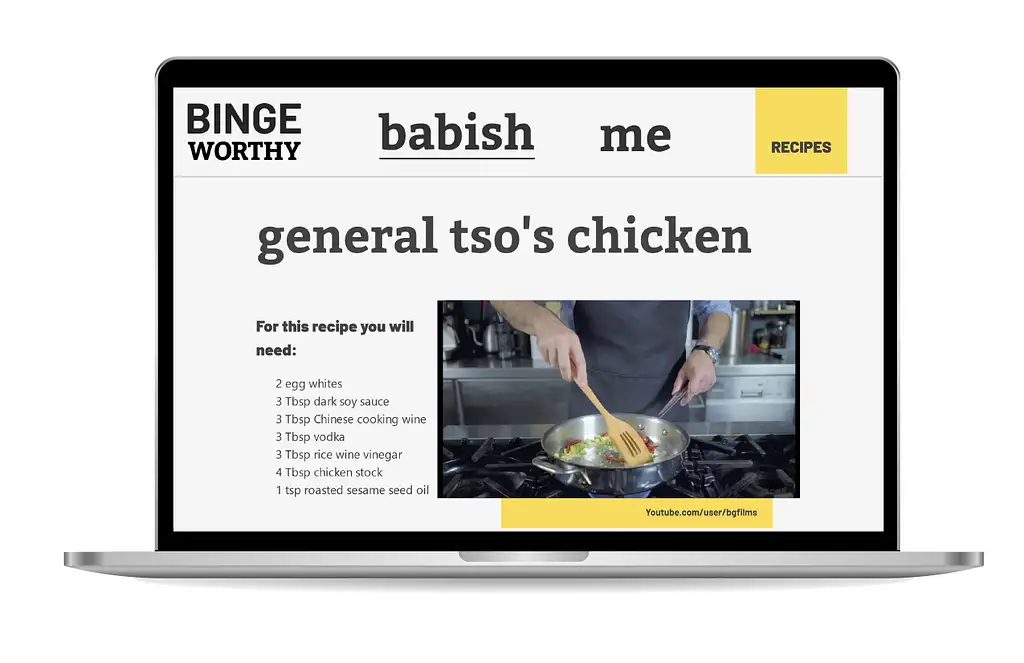 BINGE
WORTHY
babish
me
RECIPES
general tso's chicken
For this recipe you will
need:
2 egg whites
3 Tbsp dark soy sauce
3 Tbsp Chinese cooking wine
3 Tbsp vodka
3 Tbsp rice wine vinegar
4 Tbsp chicken stock
1 tsp roasted sesame seed oil
Youtube.com/user/bgfilms